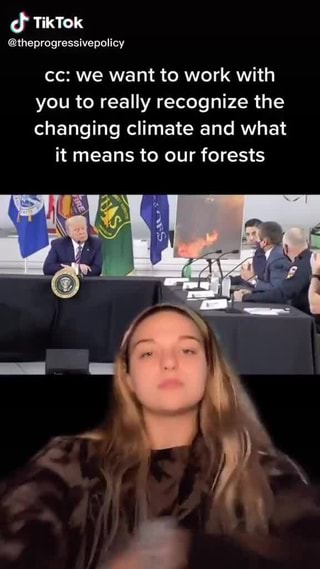 TikTok
@theprogressivepolicy
cc: we want to work with
you to really recognize the
changing climate and what
it means to our forests